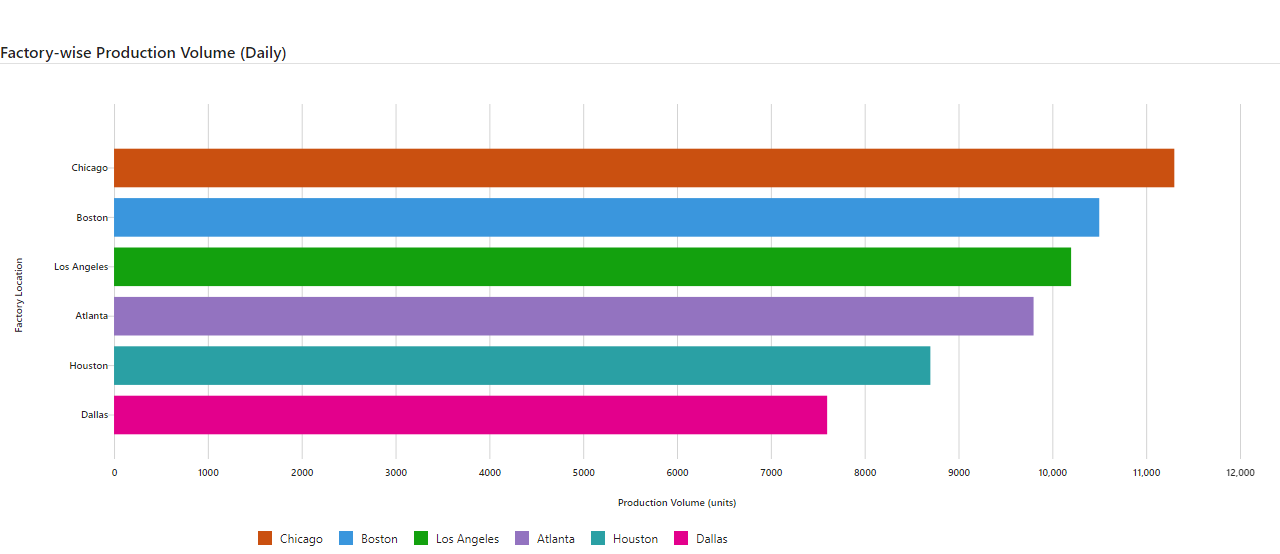 Factory-wise Production Volume (Daily)
Chicago
Boston
Los Angeles
Atlanta
Houston
Dallas
Factory Location
0 1000 2000 3000 4000 5000 6000 7000 8000 9000 10,000 11,000 12,000
Production Volume (units)
Chicago Boston Los Angeles Atlanta Houston Dallas